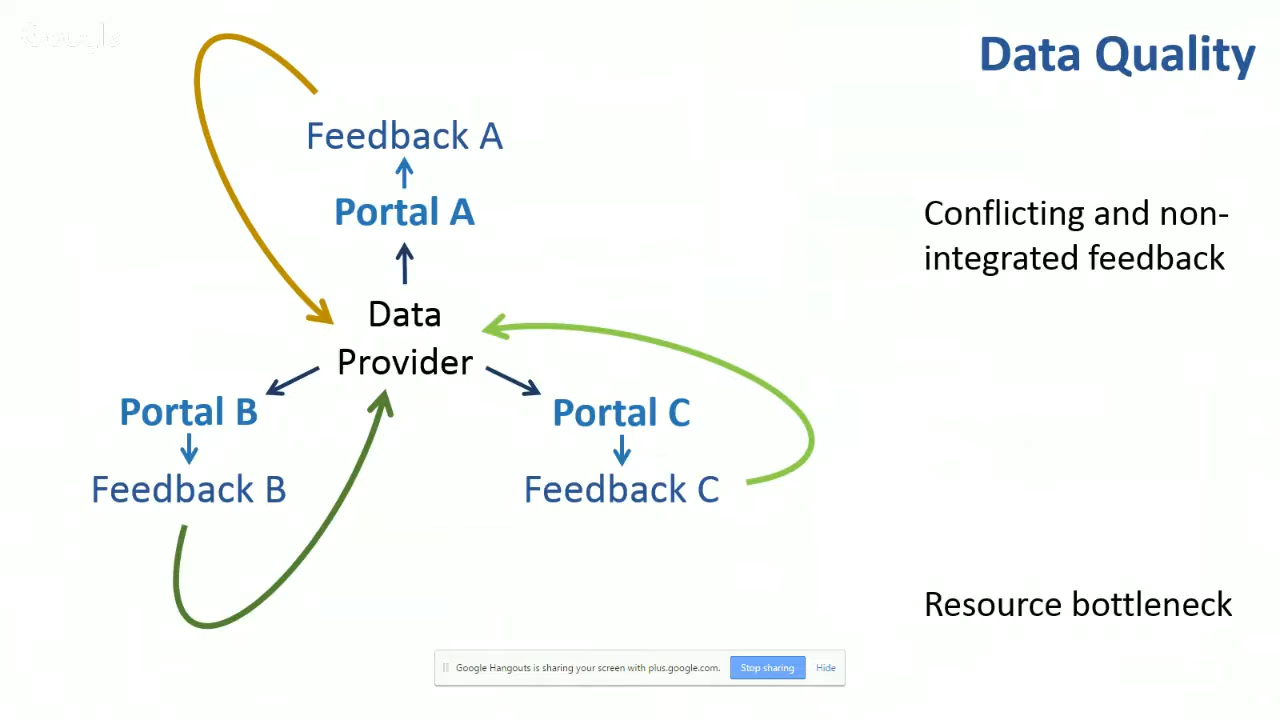 Google
Data Quality
Feedback A
Portal A
Conflicting and non-
integrated feedback
Data
Provider
Portal B
Portal C
Feedback B
Feedback C
Resource bottleneck
Google Hangouts is sharing your screen with plus.google.com.
Stop sharing
Hide